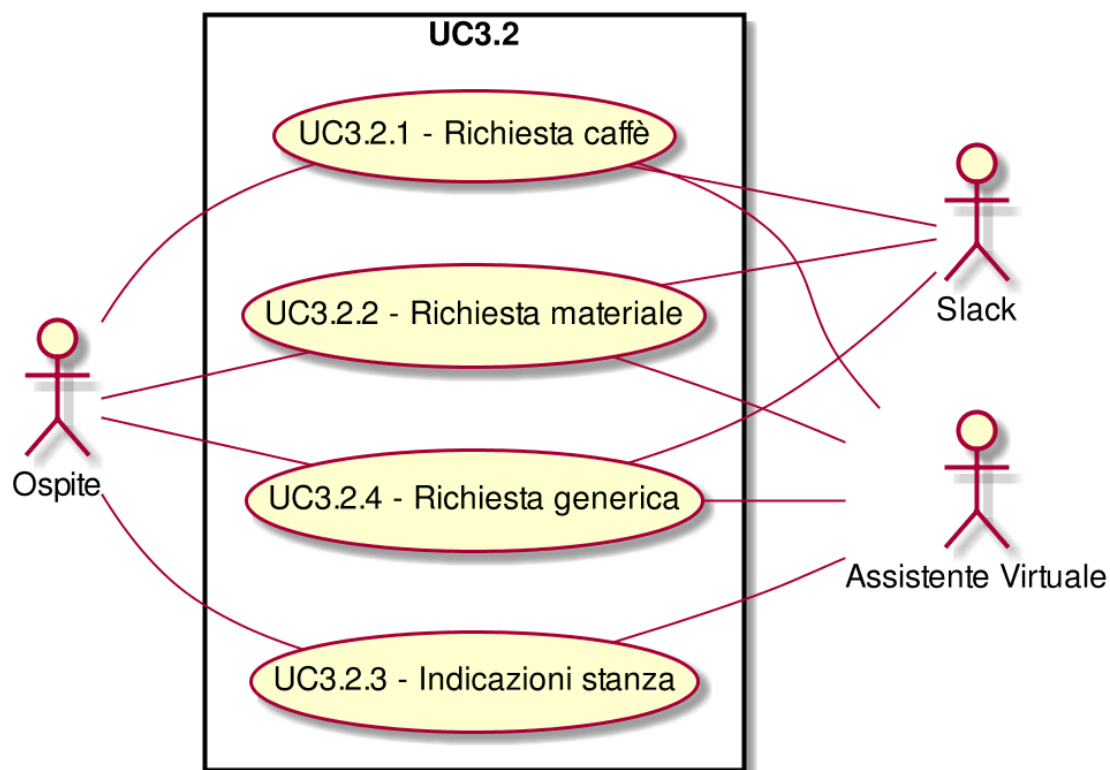 UC3.2
UC3.2.1 - Richiesta caffè
Slack
UC3.2.2 - Richiesta materiale
Ospite
UC3.2.4 - Richiesta generica
Assistente Virtuale
UC3.2.3 - Indicazioni stanza